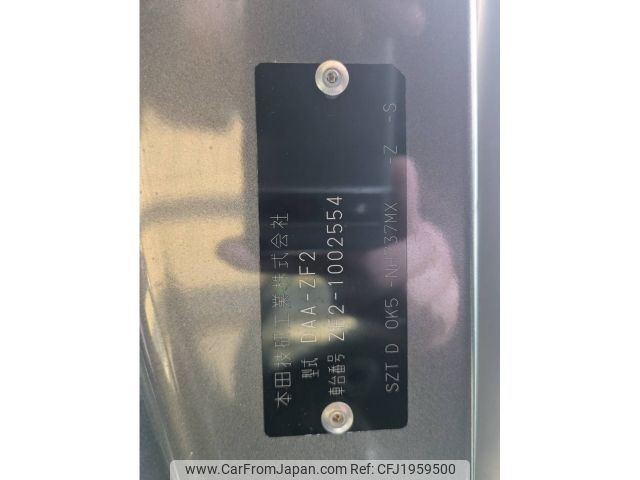 本田技研工業株式会社
型式 DAA-ZF2
車台番号 ZF2-1002554
SZT D 0K5 -NH737MX -Z -S
www.CarFromJapan.com | Ref No: CFJ1959500